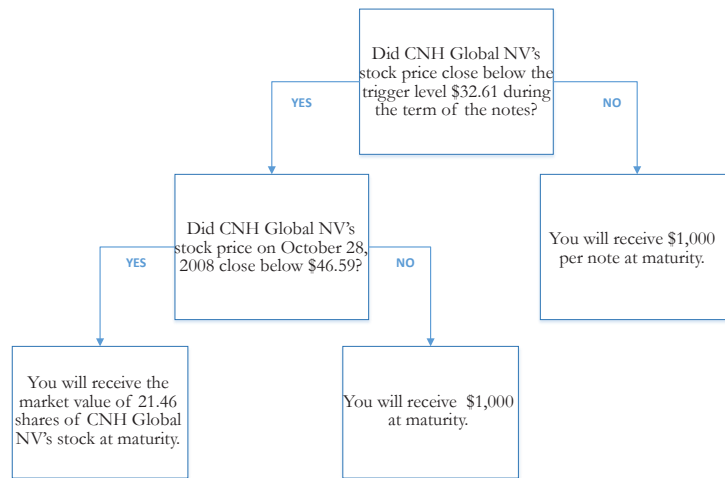 Did CNH Global NV's
stock price close below the
trigger level $32.61 during
the term of the notes?
YES
NO
Did CNH Global NV's
stock price on October 28,
2008 close below $46.59?
You will receive $1,000
per note at maturity.
YES
NO
You will receive the
market value of 21.46
shares of CNH Global
NV's stock at maturity.
You will receive $1,000
at maturity.